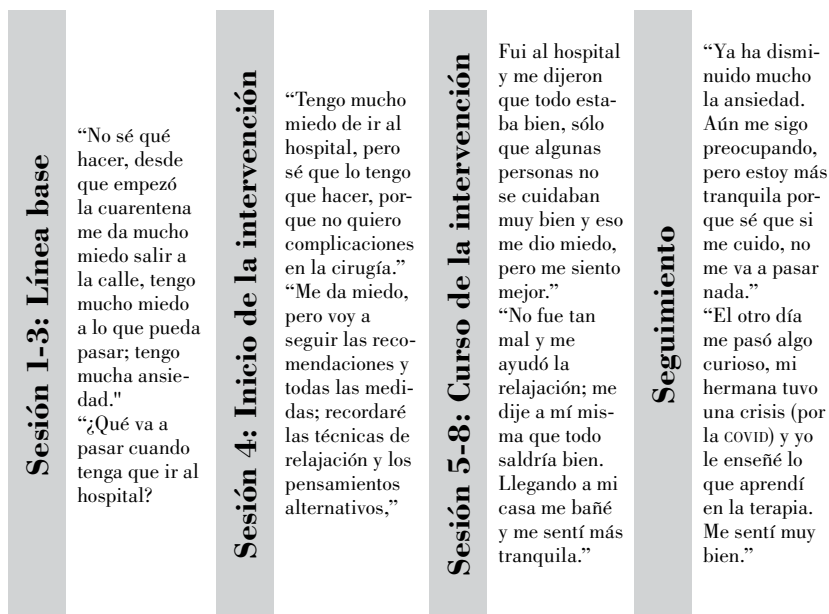 Sesión 1-3: Línea base
“No sé qué
hacer, desde
que empezó
la cuarentena
me da mucho
miedo salir a
la calle, tengo
mucho miedo
a lo que pueda
pasar; tengo
mucha ansie-
dad."
“¿Qué va a
pasar cuando
tenga que ir al
hospital?
Sesión 4: Inicio de la intervención
“Tengo mucho
miedo de ir al
hospital, pero
sé que lo tengo
que hacer, por-
que no quiero
complicaciones
en la cirugía.”
“Me da miedo,
pero voy a
seguir las reco-
mendaciones y
todas las medi-
das; recordaré
las técnicas de
relajación y los
pensamientos
alternativos,”
Sesión 5-8: Curso de la intervención
Fui al hospital
y me dijeron
que todo esta-
ba bien, sólo
que algunas
personas no
se cuidaban
muy bien y eso
me dio miedo,
pero me siento
mejor.”
“No fue tan
mal y me
ayudó la
relajación; me
dije a mí mis-
ma que todo
saldría bien.
Llegando a mi
casa me bañé
y me sentí más
tranquila.”
Seguimiento
“Ya ha dismi-
nuido mucho
la ansiedad.
Aún me sigo
preocupando,
pero estoy más
tranquila por-
que sé que si
me cuido, no
me va a pasar
nada.”
“El otro día
me pasó algo
curioso, mi
hermana tuvo
una crisis (por
la COVID) y yo
le enseñé lo
que aprendí
en la terapia.
Me sentí muy
bien.”